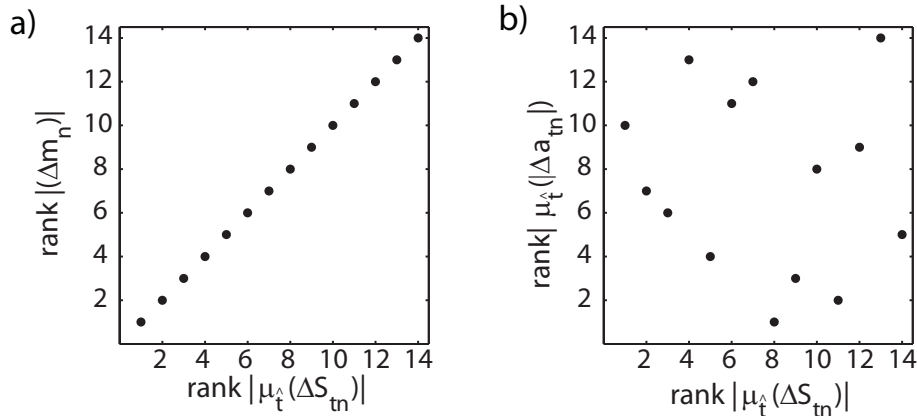 a)
14
12
10
8
6
4
2
rank |(Δm_n)|
2 4 6 8 10 12 14
rank |μ_t̂(ΔS_tn)|
b)
14
12
10
8
6
4
2
rank| μ_t̂(|Δa_tn|)
2 4 6 8 10 12 14
rank |μ_t̂(ΔS_tn)|